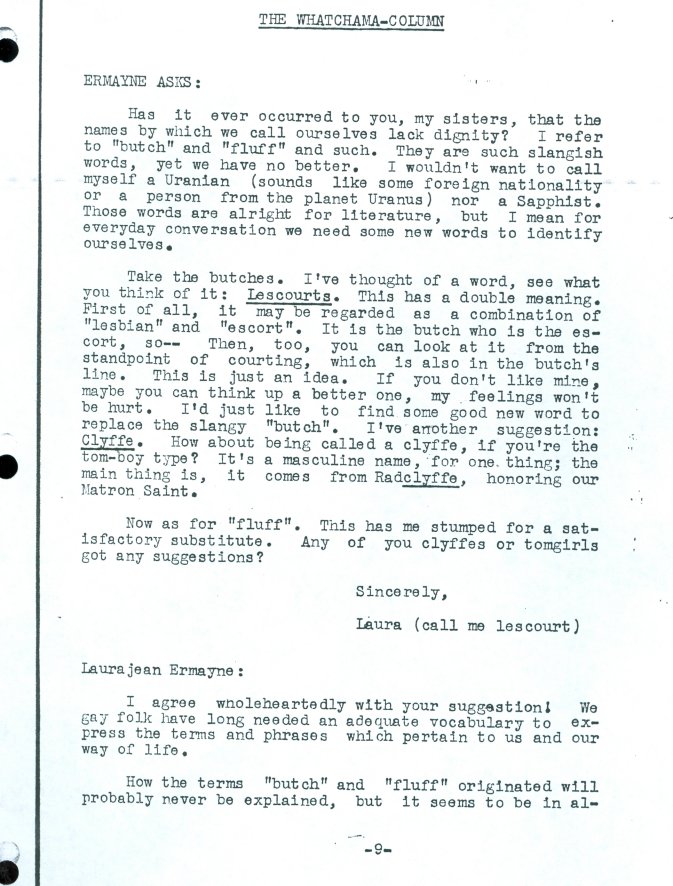 THE WHATCHAMA-COLUMN
ERMAYNE ASKS:
Has it ever occurred to you, my sisters, that the
names by which we call ourselves lack dignity? I refer
to "butch" and "fluff" and such. They are such slangish
words, yet we have no better. I wouldn't want to call
myself a Uranian (sounds like some foreign nationality
or a person from the planet Uranus) nor a Sapphist.
Those words are alright for literature, but I mean for
everyday conversation we need some new words to identify
ourselves.
Take the butches. I've thought of a word, see what
you think of it: Lescourts. This has a double meaning.
First of all, it may be regarded as a combination of
"lesbian" and "escort". It is the butch who is the es-
cort, so-- Then, too, you can look at it from the
standpoint of courting, which is also in the butch's
line. This is just an idea. If you don't like mine,
maybe you can think up a better one, my feelings won't
be hurt. I'd just like to find some good new word to
replace the slangy "butch". I've another suggestion:
Clyffe. How about being called a clyffe, if you're the
tom-boy type? It's a masculine name, for one thing; the
main thing is, it comes from Radclyffe, honoring our
Matron Saint.
Now as for "fluff". This has me stumped for a sat-
isfactory substitute. Any of you clyffes or tomgirls
got any suggestions?
Sincerely,
Laura (call me lescourt)
Laurajean Ermayne:
I agree wholeheartedly with your suggestion! We
gay folk have long needed an adequate vocabulary to ex-
press the terms and phrases which pertain to us and our
way of life.
How the terms "butch" and "fluff" originated will
probably never be explained, but it seems to be in al-
-9-